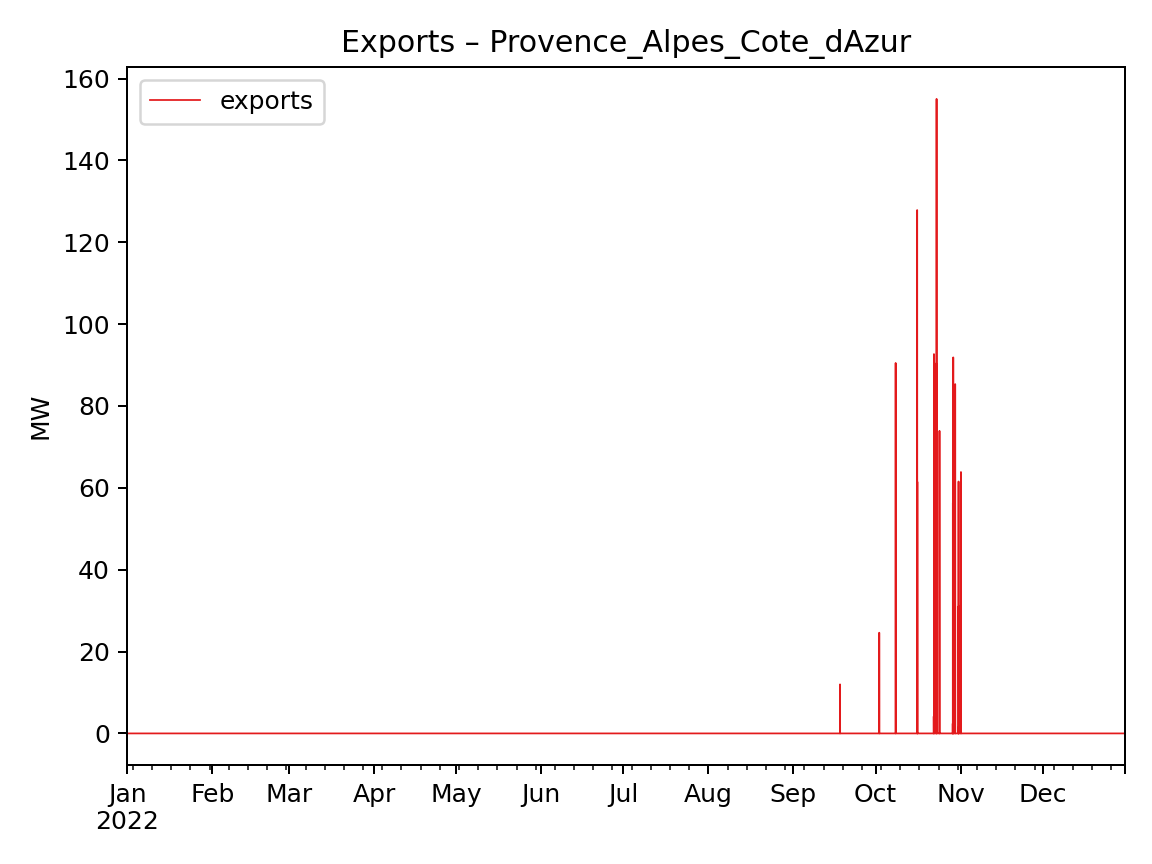 Exports – Provence_Alpes_Cote_dAzur
exports
MW
160
140
120
100
80
60
40
20
0
Jan Feb Mar Apr May Jun Jul Aug Sep Oct Nov Dec
2022